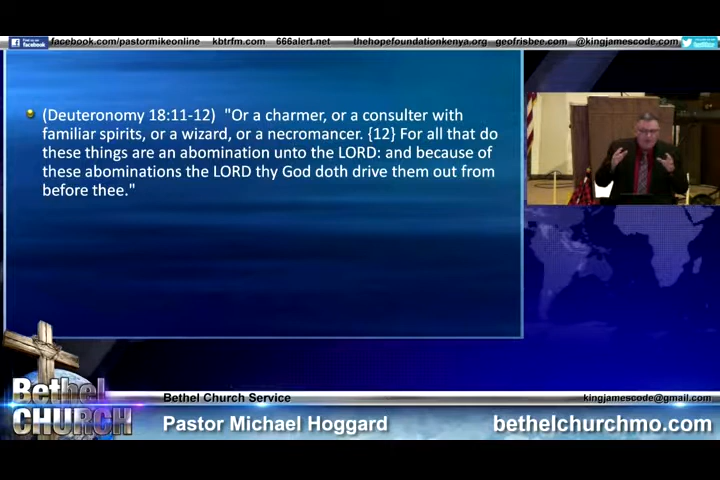 facebook.com/pastormikeonline kbtrfm.com 666alert.net thehopefoundationkenya.org geofrisbee.com @kingjamescode.com
(Deuteronomy 18:11-12) "Or a charmer, or a consulter with
familiar spirits, or a wizard, or a necromancer. {12} For all that do
these things are an abomination unto the LORD: and because of
these abominations the LORD thy God doth drive them out from
before thee."
Bethel
CHURCH
Bethel Church Service
kingjamescode@gmail.com
Pastor Michael Hoggard
bethelchurchmo.com